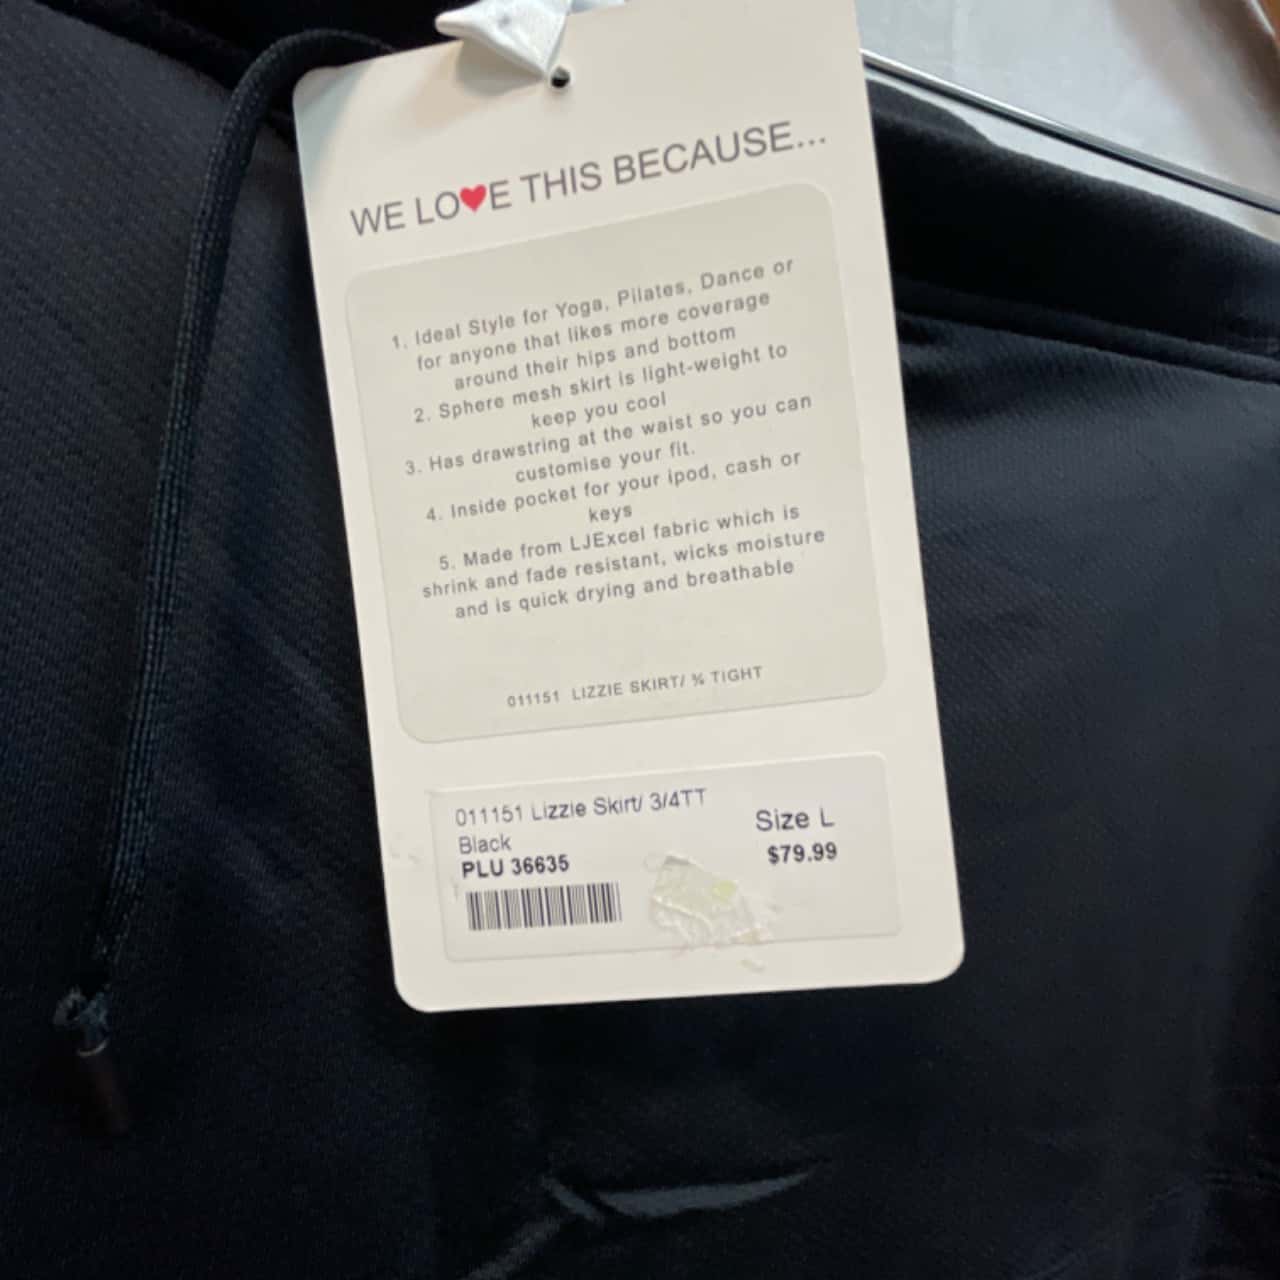 WE LO♥E THIS BECAUSE...
1. Ideal Style for Yoga, Pilates, Dance or
for anyone that likes more coverage
around their hips and bottom
2. Sphere mesh skirt is light-weight to
keep you cool
3. Has drawstring at the waist so you can
customise your fit.
4. Inside pocket for your ipod, cash or
keys
5. Made from LJExcel fabric which is
shrink and fade resistant, wicks moisture
and is quick drying and breathable
011151 LIZZIE SKIRT/ ¾ TIGHT
011151 Lizzie Skirt/ 3/4TT
Black
PLU 36635
Size L
$79.99